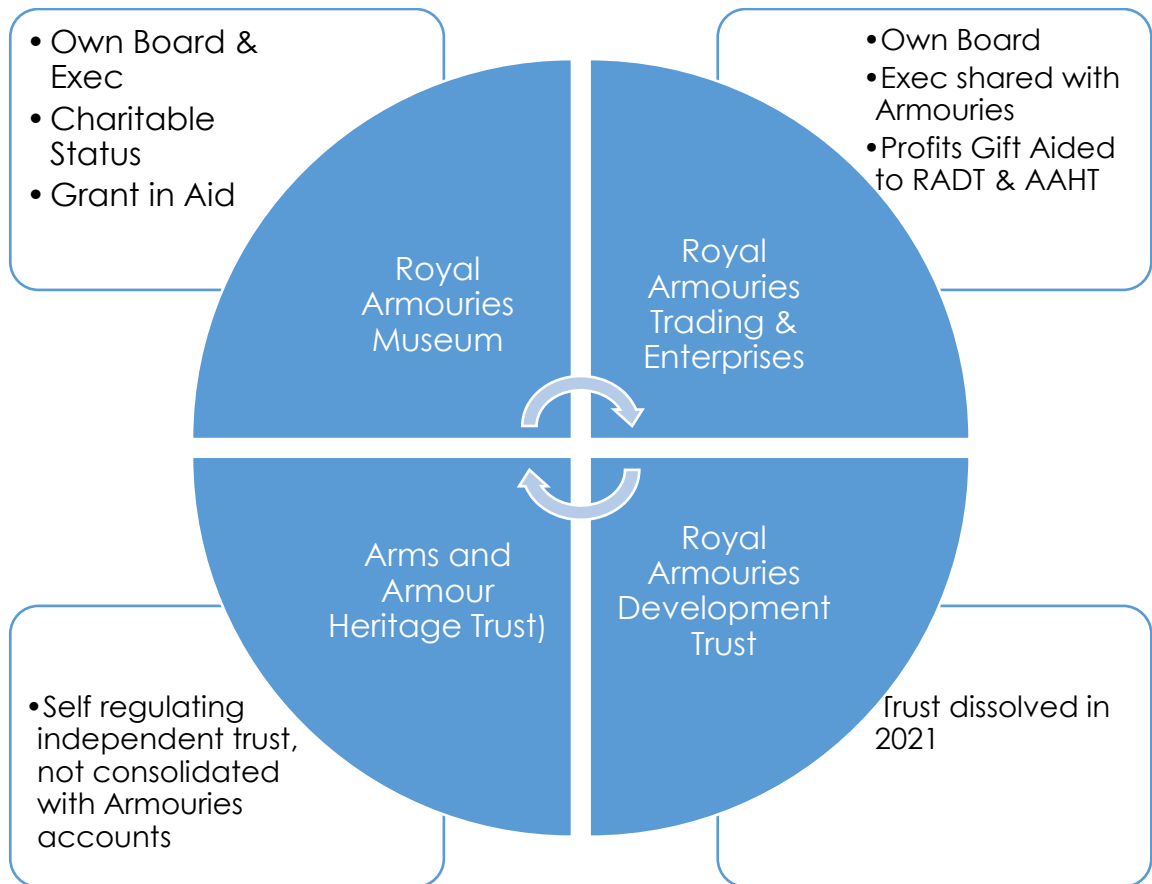 • Own Board &
Exec
• Charitable
Status
• Grant in Aid
•Own Board
•Exec shared with
Armouries
•Profits Gift Aided
to RADT & AAHT
Royal
Armouries
Museum
Royal
Armouries
Trading &
Enterprises
Arms and
Armour
Heritage Trust)
Royal
Armouries
Development
Trust
•Self regulating
independent trust,
not consolidated
with Armouries
accounts
Trust dissolved in
2021